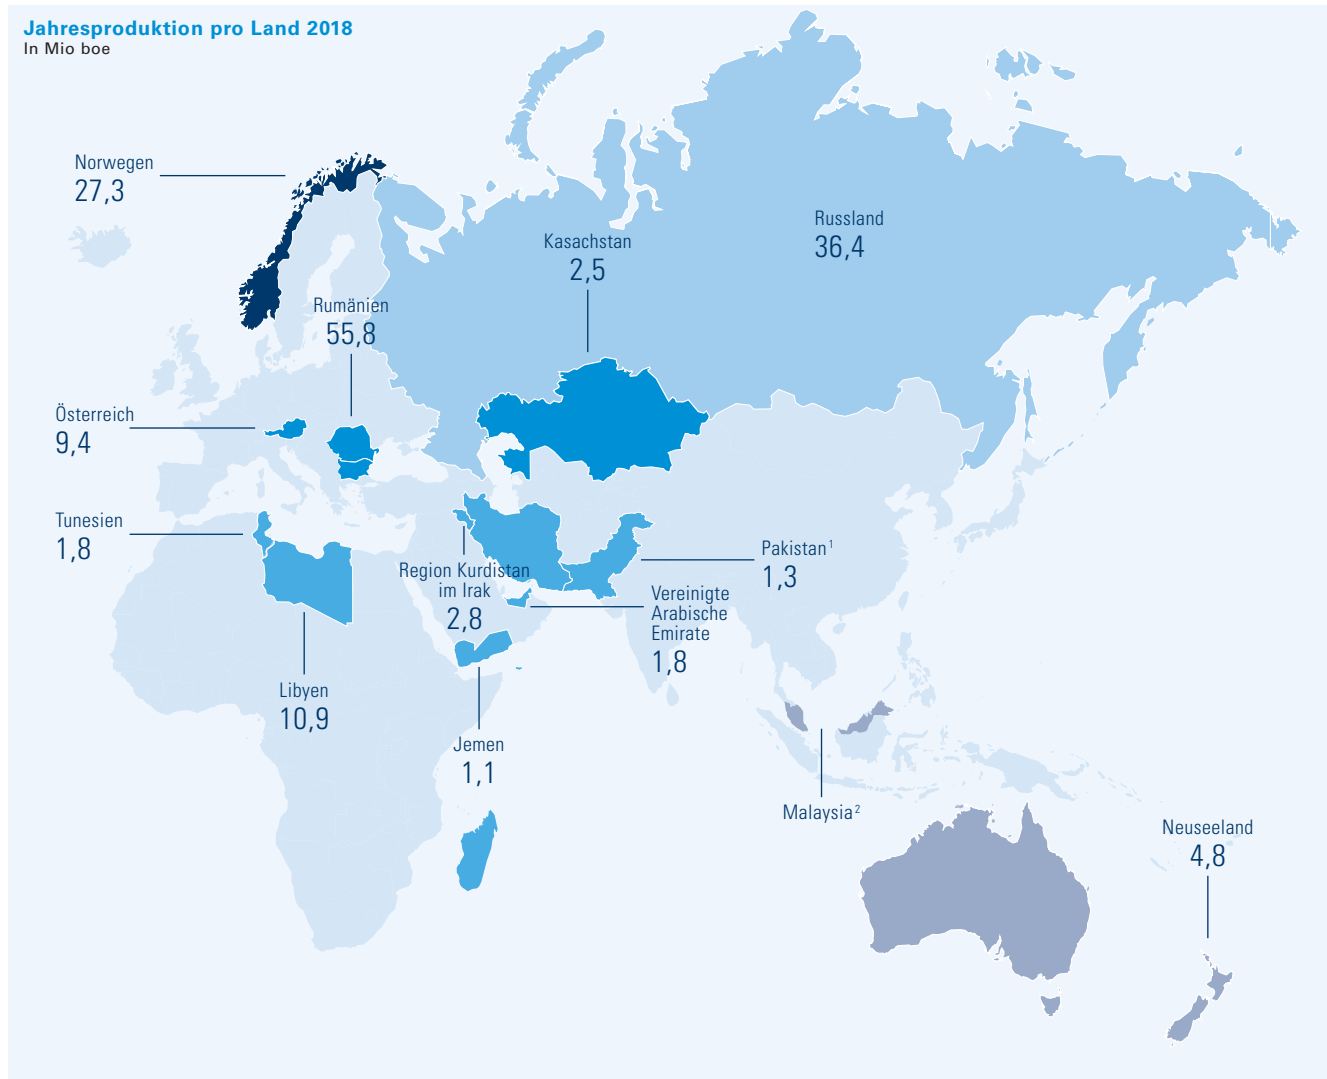 Jahresproduktion pro Land 2018
In Mio boe
Norwegen
27,3
Russland
36,4
Kasachstan
2,5
Rumänien
55,8
Österreich
9,4
Tunesien
1,8
Pakistan¹
1,3
Region Kurdistan
im Irak
2,8
Vereinigte
Arabische
Emirate
1,8
Libyen
10,9
Jemen
1,1
Malaysia²
Neuseeland
4,8